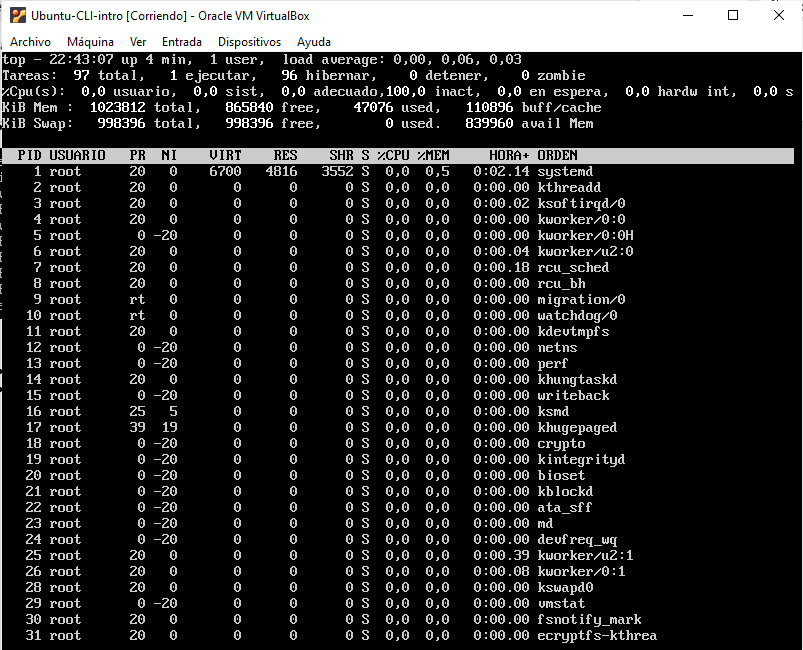 Ubuntu-CLI-intro [Corriendo] - Oracle VM VirtualBox
Archivo Máquina Ver Entrada Dispositivos Ayuda
top - 22:43:07 up 4 min, 1 user, load average: 0,00, 0,06, 0,03
Tareas: 97 total, 1 ejecutar, 96 hibernar, 0 detener, 0 zombie
%Cpu(s): 0,0 usuario, 0,0 sist, 0,0 adecuado,100,0 inact, 0,0 en espera, 0,0 hardw int, 0,0 s
KiB Mem : 1023812 total, 865840 free, 47076 used, 110896 buff/cache
KiB Swap: 998396 total, 998396 free, 0 used. 839960 avail Mem
PID USUARIO PR NI VIRT RES SHR S %CPU %MEM HORA+ ORDEN
1 root 20 0 6700 4816 3552 S 0,0 0,5 0:02.14 systemd
2 root 20 0 0 0 0 S 0,0 0,0 0:00.00 kthreadd
3 root 20 0 0 0 0 S 0,0 0,0 0:00.02 ksoftirqd/0
4 root 20 0 0 0 0 S 0,0 0,0 0:00.00 kworker/0:0
5 root 0 -20 0 0 0 S 0,0 0,0 0:00.00 kworker/0:0H
6 root 20 0 0 0 0 S 0,0 0,0 0:00.04 kworker/u2:0
7 root 20 0 0 0 0 S 0,0 0,0 0:00.18 rcu_sched
8 root 20 0 0 0 0 S 0,0 0,0 0:00.00 rcu_bh
9 root rt 0 0 0 0 S 0,0 0,0 0:00.00 migration/0
10 root rt 0 0 0 0 S 0,0 0,0 0:00.00 watchdog/0
11 root 20 0 0 0 0 S 0,0 0,0 0:00.00 kdevtmpfs
12 root 0 -20 0 0 0 S 0,0 0,0 0:00.00 netns
13 root 0 -20 0 0 0 S 0,0 0,0 0:00.00 perf
14 root 20 0 0 0 0 S 0,0 0,0 0:00.00 khungtaskd
15 root 0 -20 0 0 0 S 0,0 0,0 0:00.00 writeback
16 root 25 5 0 0 0 S 0,0 0,0 0:00.00 ksmd
17 root 39 19 0 0 0 S 0,0 0,0 0:00.00 khugepaged
18 root 0 -20 0 0 0 S 0,0 0,0 0:00.00 crypto
19 root 0 -20 0 0 0 S 0,0 0,0 0:00.00 kintegrityd
20 root 0 -20 0 0 0 S 0,0 0,0 0:00.00 bioset
21 root 0 -20 0 0 0 S 0,0 0,0 0:00.00 kblockd
22 root 0 -20 0 0 0 S 0,0 0,0 0:00.00 ata_sff
23 root 0 -20 0 0 0 S 0,0 0,0 0:00.00 md
24 root 0 -20 0 0 0 S 0,0 0,0 0:00.00 devfreq_wq
25 root 20 0 0 0 0 S 0,0 0,0 0:00.39 kworker/u2:1
26 root 20 0 0 0 0 S 0,0 0,0 0:00.08 kworker/0:1
28 root 20 0 0 0 0 S 0,0 0,0 0:00.00 kswapd0
29 root 0 -20 0 0 0 S 0,0 0,0 0:00.00 vmstat
30 root 20 0 0 0 0 S 0,0 0,0 0:00.00 fsnotify_mark
31 root 20 0 0 0 0 S 0,0 0,0 0:00.00 ecryptfs-kthrea